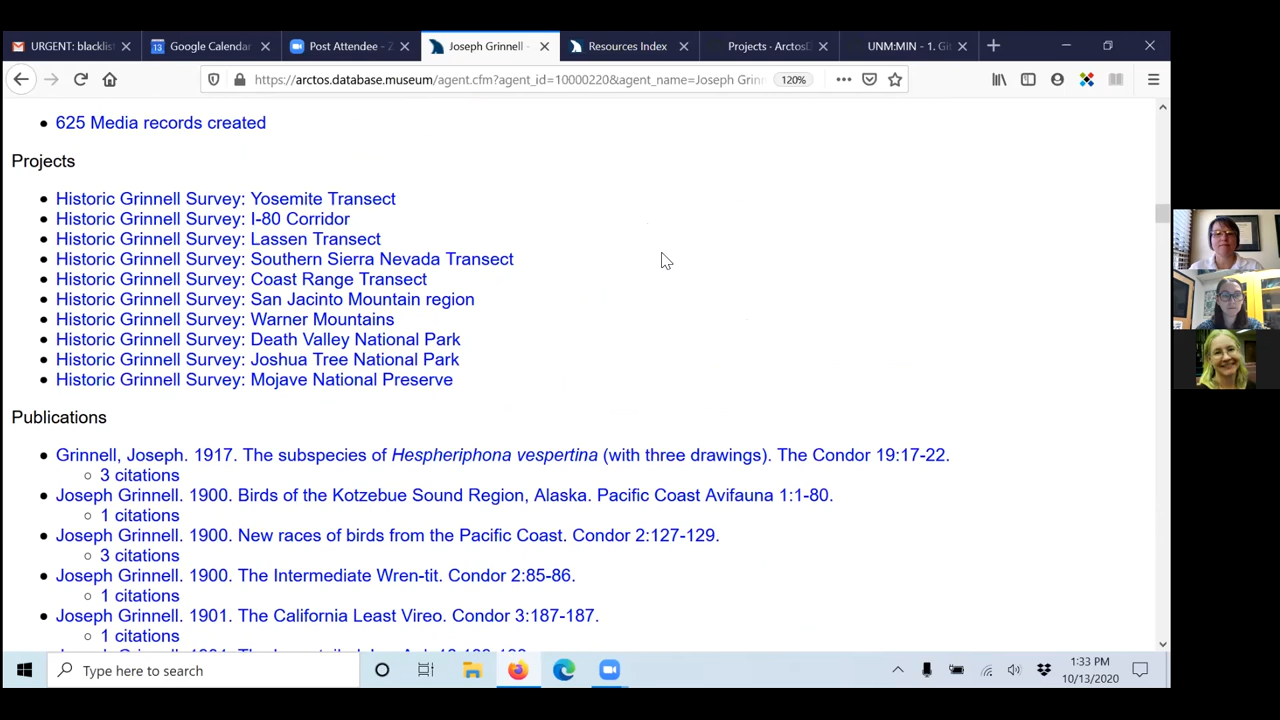 URGENT: blacklis
Google Calenda
Post Attendee - Z
Joseph Grinnell -
Resources Index
Projects · Arctos
UNM:MIN - 1. Gi
https://arctos.database.museum/agent.cfm?agent_id=10000220&agent_name=Joseph Grinn
120%
625 Media records created
Projects
Historic Grinnell Survey: Yosemite Transect
Historic Grinnell Survey: I-80 Corridor
Historic Grinnell Survey: Lassen Transect
Historic Grinnell Survey: Southern Sierra Nevada Transect
Historic Grinnell Survey: Coast Range Transect
Historic Grinnell Survey: San Jacinto Mountain region
Historic Grinnell Survey: Warner Mountains
Historic Grinnell Survey: Death Valley National Park
Historic Grinnell Survey: Joshua Tree National Park
Historic Grinnell Survey: Mojave National Preserve
Publications
Grinnell, Joseph. 1917. The subspecies of Hespheriphona vespertina (with three drawings). The Condor 19:17-22.
3 citations
Joseph Grinnell. 1900. Birds of the Kotzebue Sound Region, Alaska. Pacific Coast Avifauna 1:1-80.
1 citations
Joseph Grinnell. 1900. New races of birds from the Pacific Coast. Condor 2:127-129.
3 citations
Joseph Grinnell. 1900. The Intermediate Wren-tit. Condor 2:85-86.
1 citations
Joseph Grinnell. 1901. The California Least Vireo. Condor 3:187-187.
1 citations
Type here to search
1:33 PM
10/13/2020